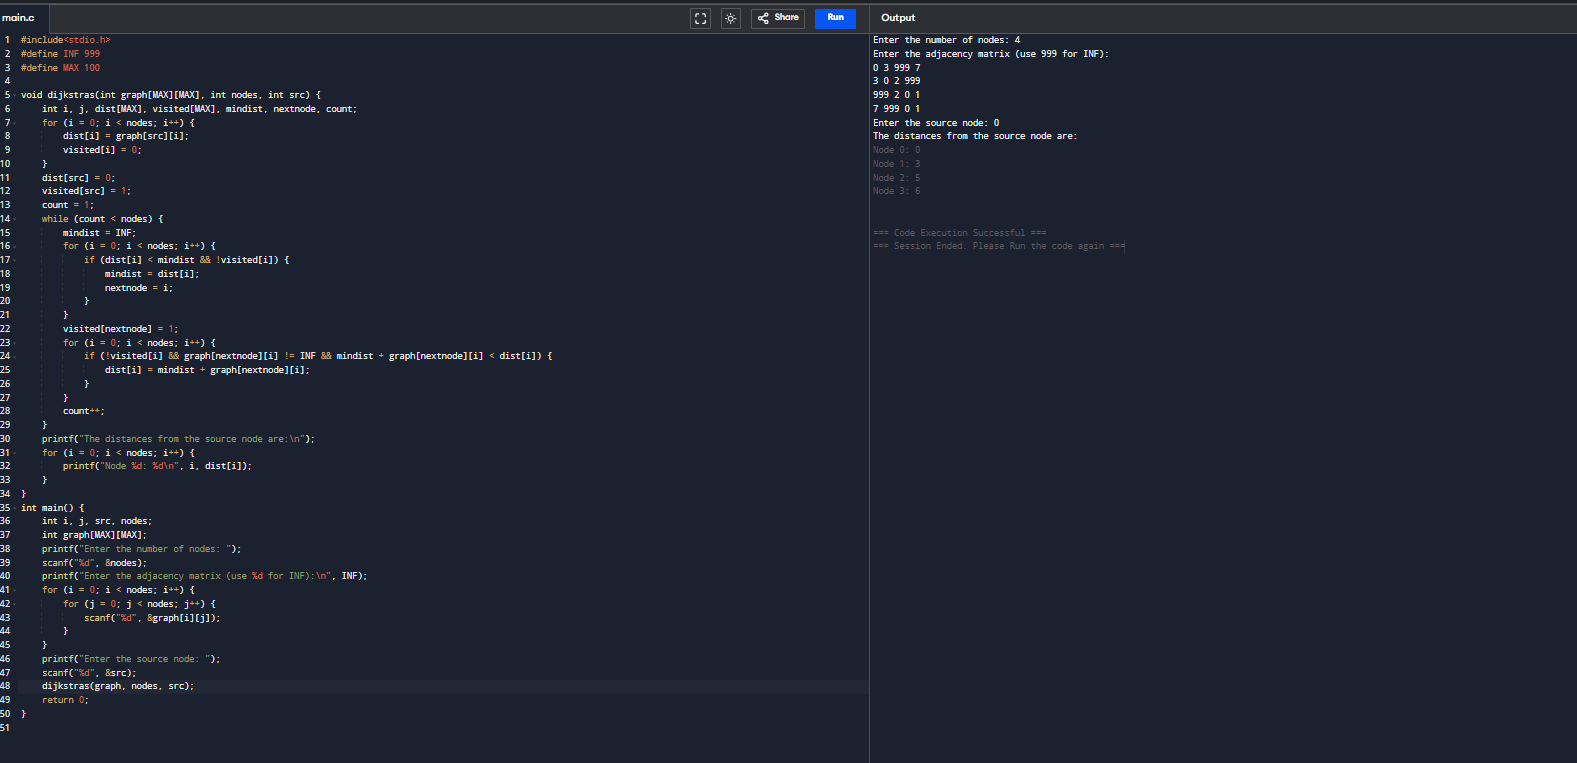 main.c
Share
Run
Output
1 #include<stdio.h>
2 #define INF 999
3 #define MAX 100
4
5 void dijkstras(int graph[MAX][MAX], int nodes, int src) {
6     int i, j, dist[MAX], visited[MAX], mindist, nextnode, count;
7     for (i = 0; i < nodes; i++) {
8         dist[i] = graph[src][i];
9         visited[i] = 0;
10     }
11     dist[src] = 0;
12     visited[src] = 1;
13     count = 1;
14     while (count < nodes) {
15         mindist = INF;
16         for (i = 0; i < nodes; i++) {
17             if (dist[i] < mindist && !visited[i]) {
18                 mindist = dist[i];
19                 nextnode = i;
20             }
21         }
22         visited[nextnode] = 1;
23         for (i = 0; i < nodes; i++) {
24             if (!visited[i] && graph[nextnode][i] != INF && mindist + graph[nextnode][i] < dist[i]) {
25                 dist[i] = mindist + graph[nextnode][i];
26             }
27         }
28         count++;
29     }
30     printf("The distances from the source node are:\n");
31     for (i = 0; i < nodes; i++) {
32         printf("Node %d: %d\n", i, dist[i]);
33     }
34 }
35 int main() {
36     int i, j, src, nodes;
37     int graph[MAX][MAX];
38     printf("Enter the number of nodes: ");
39     scanf("%d", &nodes);
40     printf("Enter the adjacency matrix (use %d for INF):\n", INF);
41     for (i = 0; i < nodes; i++) {
42         for (j = 0; j < nodes; j++) {
43             scanf("%d", &graph[i][j]);
44         }
45     }
46     printf("Enter the source node: ");
47     scanf("%d", &src);
48     dijkstras(graph, nodes, src);
49     return 0;
50 }
51
Enter the number of nodes: 4
Enter the adjacency matrix (use 999 for INF):
0 3 999 7
3 0 2 999
999 2 0 1
7 999 0 1
Enter the source node: 0
The distances from the source node are:
Node 0: 0
Node 1: 3
Node 2: 5
Node 3: 6
=== Code Execution Successful ===
=== Session Ended. Please Run the code again ===